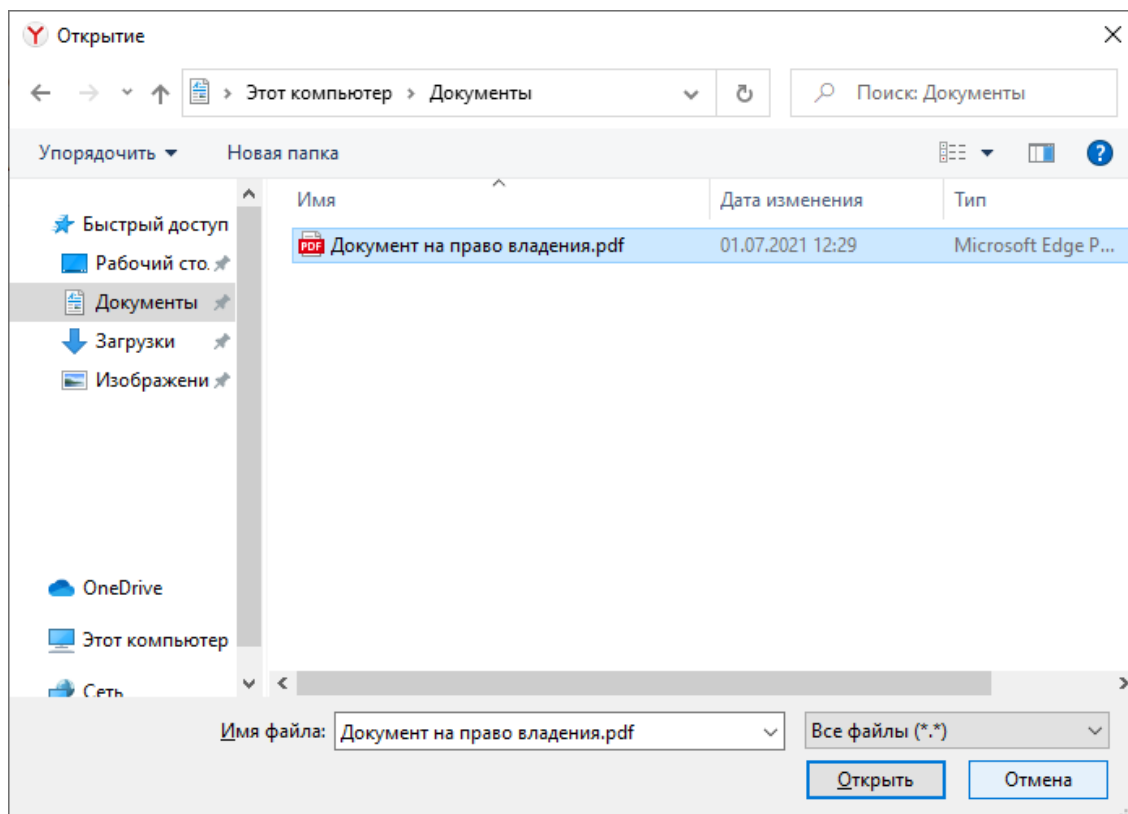 Открытие
Этот компьютер > Документы
Поиск: Документы
Упорядочить
Новая папка
Имя
Дата изменения
Тип
Быстрый доступ
PDF Документ на право владения.pdf
01.07.2021 12:29
Microsoft Edge P...
Рабочий сто.
Документы
Загрузки
Изображени
OneDrive
Этот компьютер
Сеть
Имя файла: Документ на право владения.pdf
Все файлы (*.*)
Открыть
Отмена